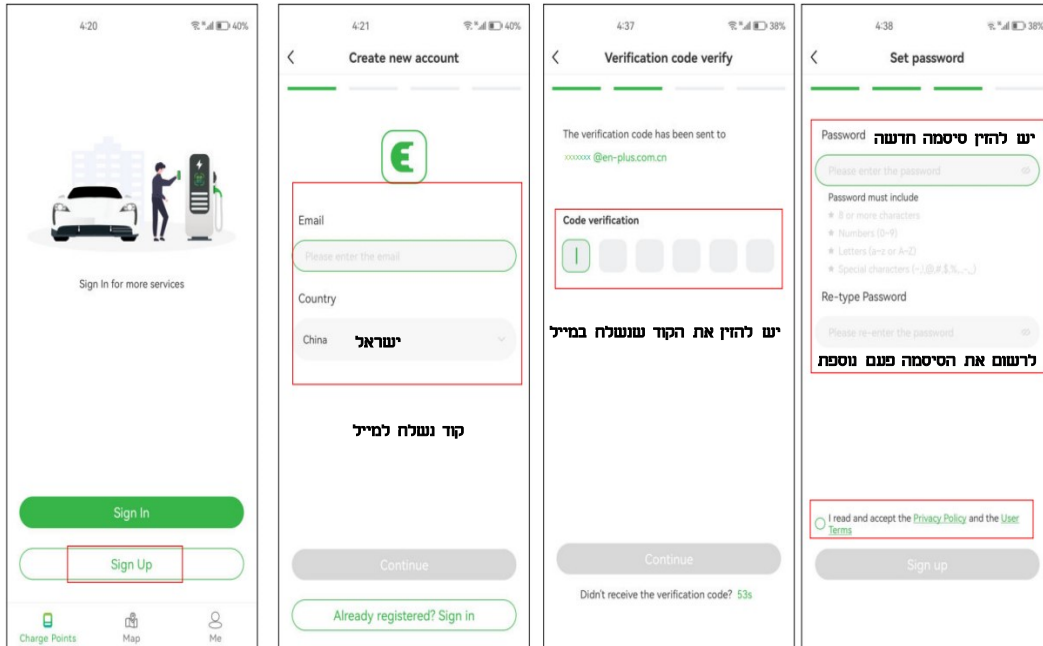 4:20
40%
Sign In for more services
Sign In
Sign Up
Charge Points
Map
Me
4:21
40%
Create new account
Email
Please enter the email
Country
China ישראל
קוד נשלח למייל
Continue
Already registered? Sign in
4:37
38%
Verification code verify
The verification code has been sent to
xxxxxxx @en-plus.com.cn
Code verification
יש להזין את הקוד שנשלח במייל
Continue
Didn't receive the verification code? 53s
4:38
38%
Set password
Password יש להזין סיסמה חדשה
Please enter the password
Password must include
★ 8 or more characters
★ Numbers (0-9)
★ Letters (a-z or A-Z)
★ Special characters
Re-type Password
Please re-enter the password
לרשום את הסיסמה פעם נוספת
I read and accept the Privacy Policy and the User
Terms
Sign up